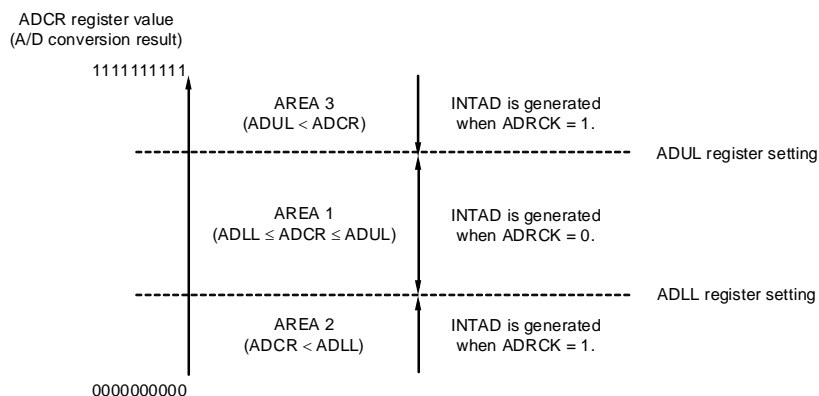 ADCR register value
(A/D conversion result)
1111111111
AREA 3
(ADUL < ADCR)
INTAD is generated
when ADRCK = 1.
ADUL register setting
AREA 1
(ADLL ≤ ADCR ≤ ADUL)
INTAD is generated
when ADRCK = 0.
ADLL register setting
AREA 2
(ADCR < ADLL)
INTAD is generated
when ADRCK = 1.
0000000000